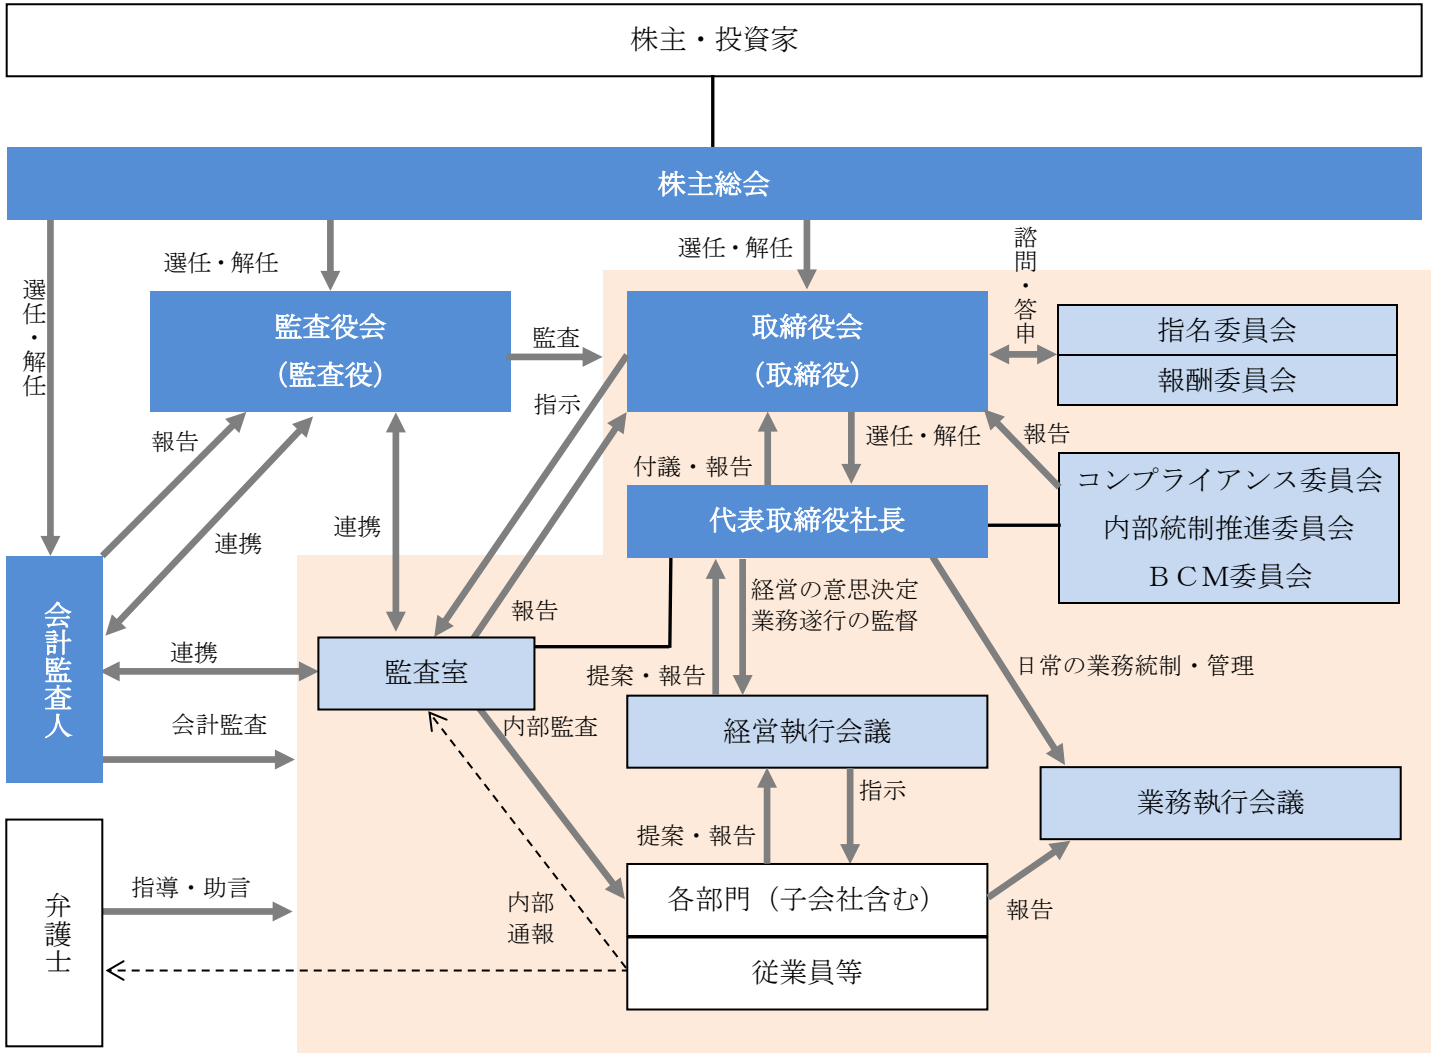 株主・投資家
株主総会
選任・解任
選任・解任
選任・解任
諮問・答申
監査役会
（監査役）
監査
取締役会
（取締役）
指名委員会
報酬委員会
指示
報告
連携
連携
付議・報告
選任・解任
報告
代表取締役社長
コンプライアンス委員会
内部統制推進委員会
ＢＣＭ委員会
会計監査人
報告
経営の意思決定
業務遂行の監督
連携
監査室
提案・報告
日常の業務統制・管理
会計監査
内部監査
経営執行会議
指示
業務執行会議
提案・報告
弁護士
指導・助言
内部
通報
各部門（子会社含む）
報告
従業員等